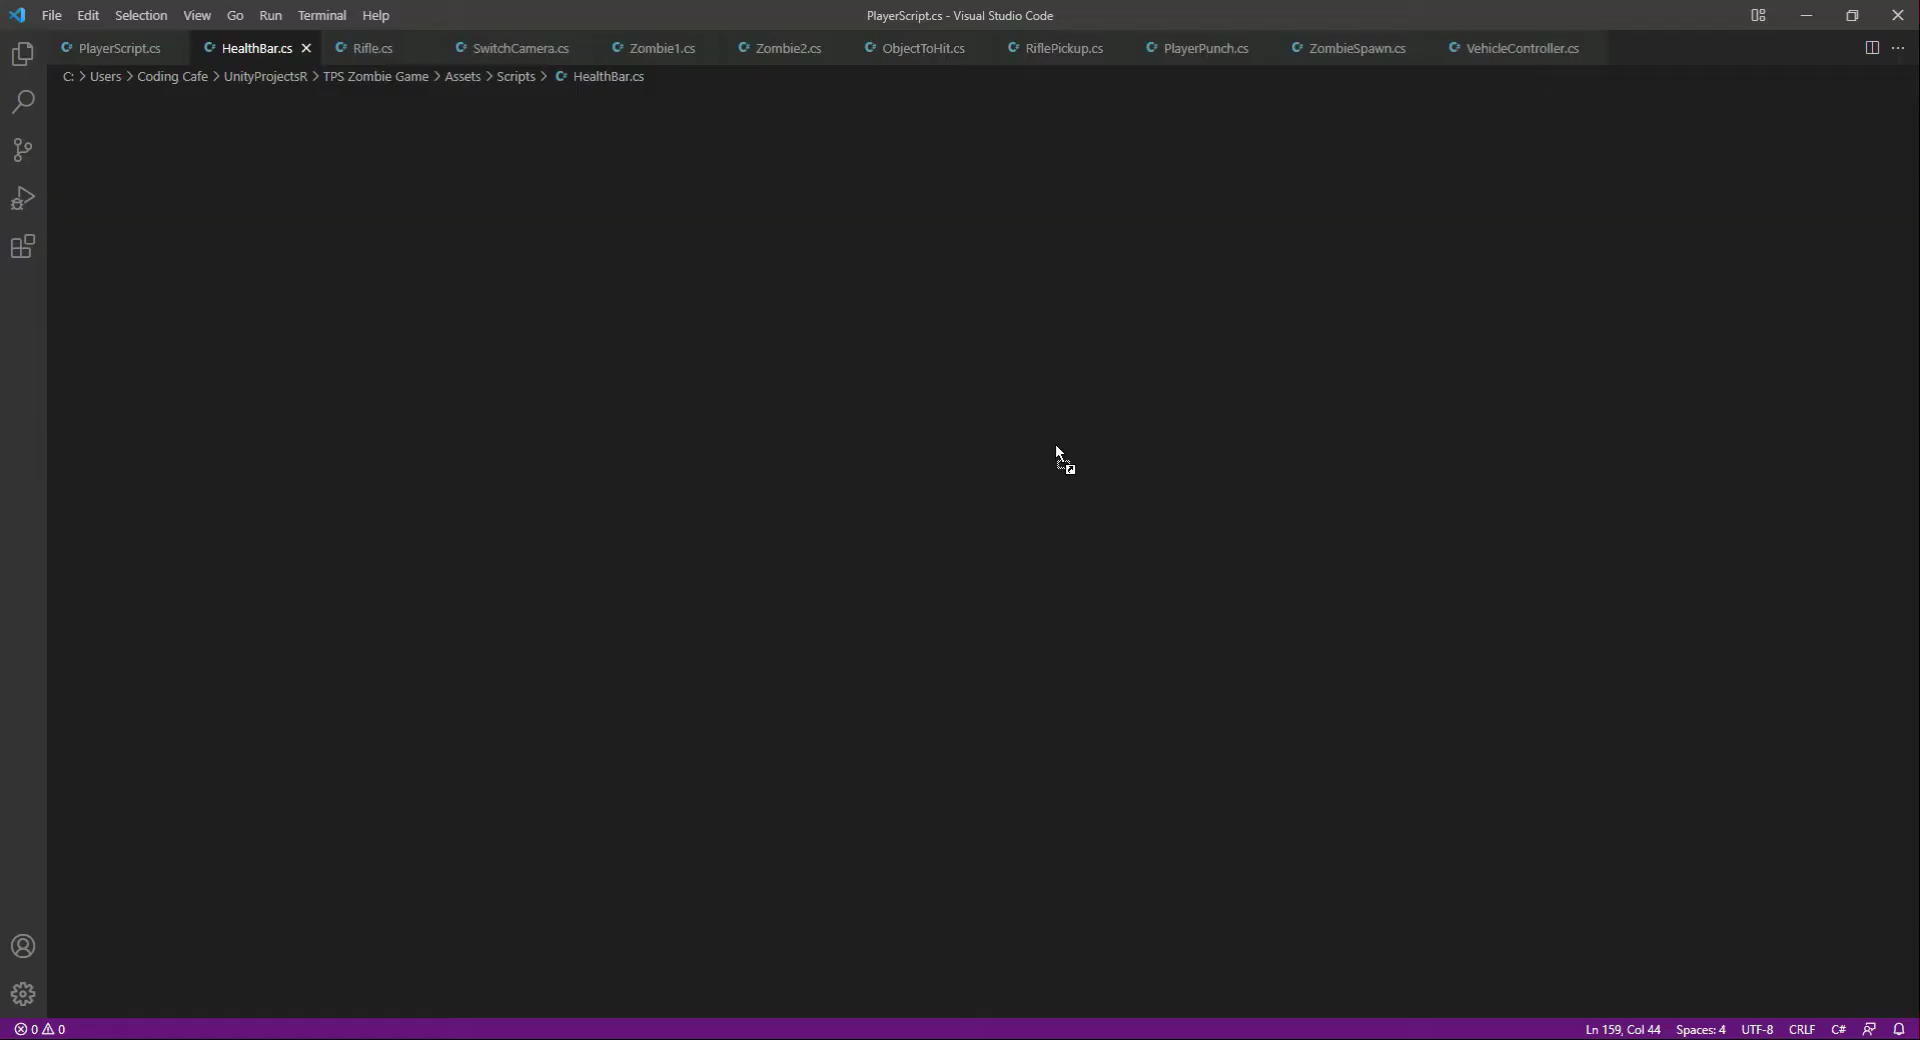 File Edit Selection View Go Run Terminal Help PlayerScript.cs - Visual Studio Code
PlayerScript.cs HealthBar.cs Rifle.cs SwitchCamera.cs Zombie1.cs Zombie2.cs ObjectToHit.cs RiflePickup.cs PlayerPunch.cs ZombieSpawn.cs VehicleController.cs
C: > Users > Coding Cafe > UnityProjectsR > TPS Zombie Game > Assets > Scripts > HealthBar.cs
0 0 Ln 159, Col 44 Spaces: 4 UTF-8 CRLF C#